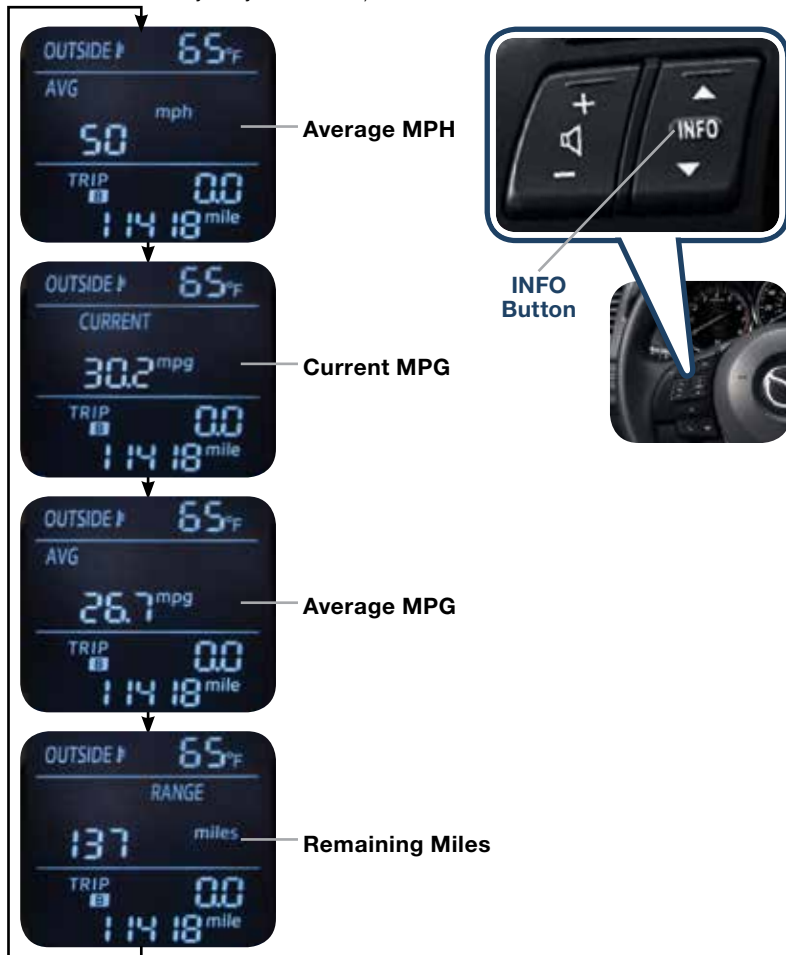 OUTSIDE 65°F
AVG
mph
50
TRIP B 0.0
11418 mile
Average MPH
OUTSIDE 65°F
CURRENT
30.2 mpg
TRIP B 0.0
11418 mile
Current MPG
OUTSIDE 65°F
AVG
26.7 mpg
TRIP B 0.0
11418 mile
Average MPG
OUTSIDE 65°F
RANGE
137 miles
TRIP B 0.0
11418 mile
Remaining Miles
+
INFO
−
INFO
Button